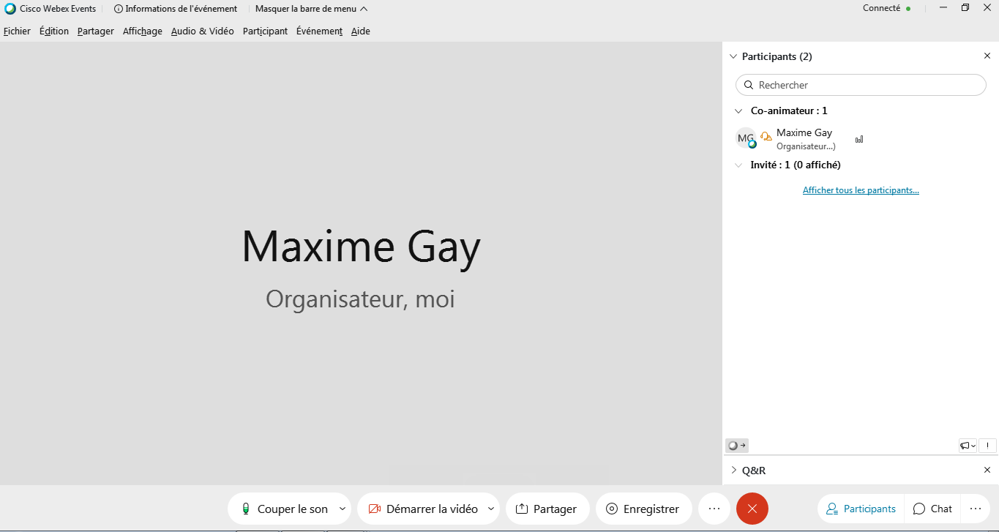 Cisco Webex Events Informations de l'événement Masquer la barre de menu Connecté
Fichier Édition Partager Affichage Audio & Vidéo Participant Événement Aide
Participants (2)
Rechercher
Co-animateur : 1
MG Maxime Gay
Organisateur...)
Invité : 1 (0 affiché)
Afficher tous les participants...
Maxime Gay
Organisateur, moi
Q&R
Couper le son Démarrer la vidéo Partager Enregistrer ... Participants Chat ...